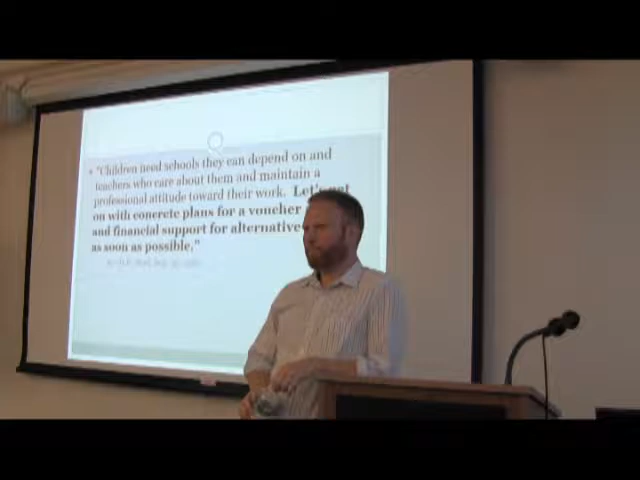 "Children need schools they can depend on and
teachers who care about them and maintain a
professional attitude toward their work. Let's get
on with concrete plans for a voucher
and financial support for alternative
as soon as possible."